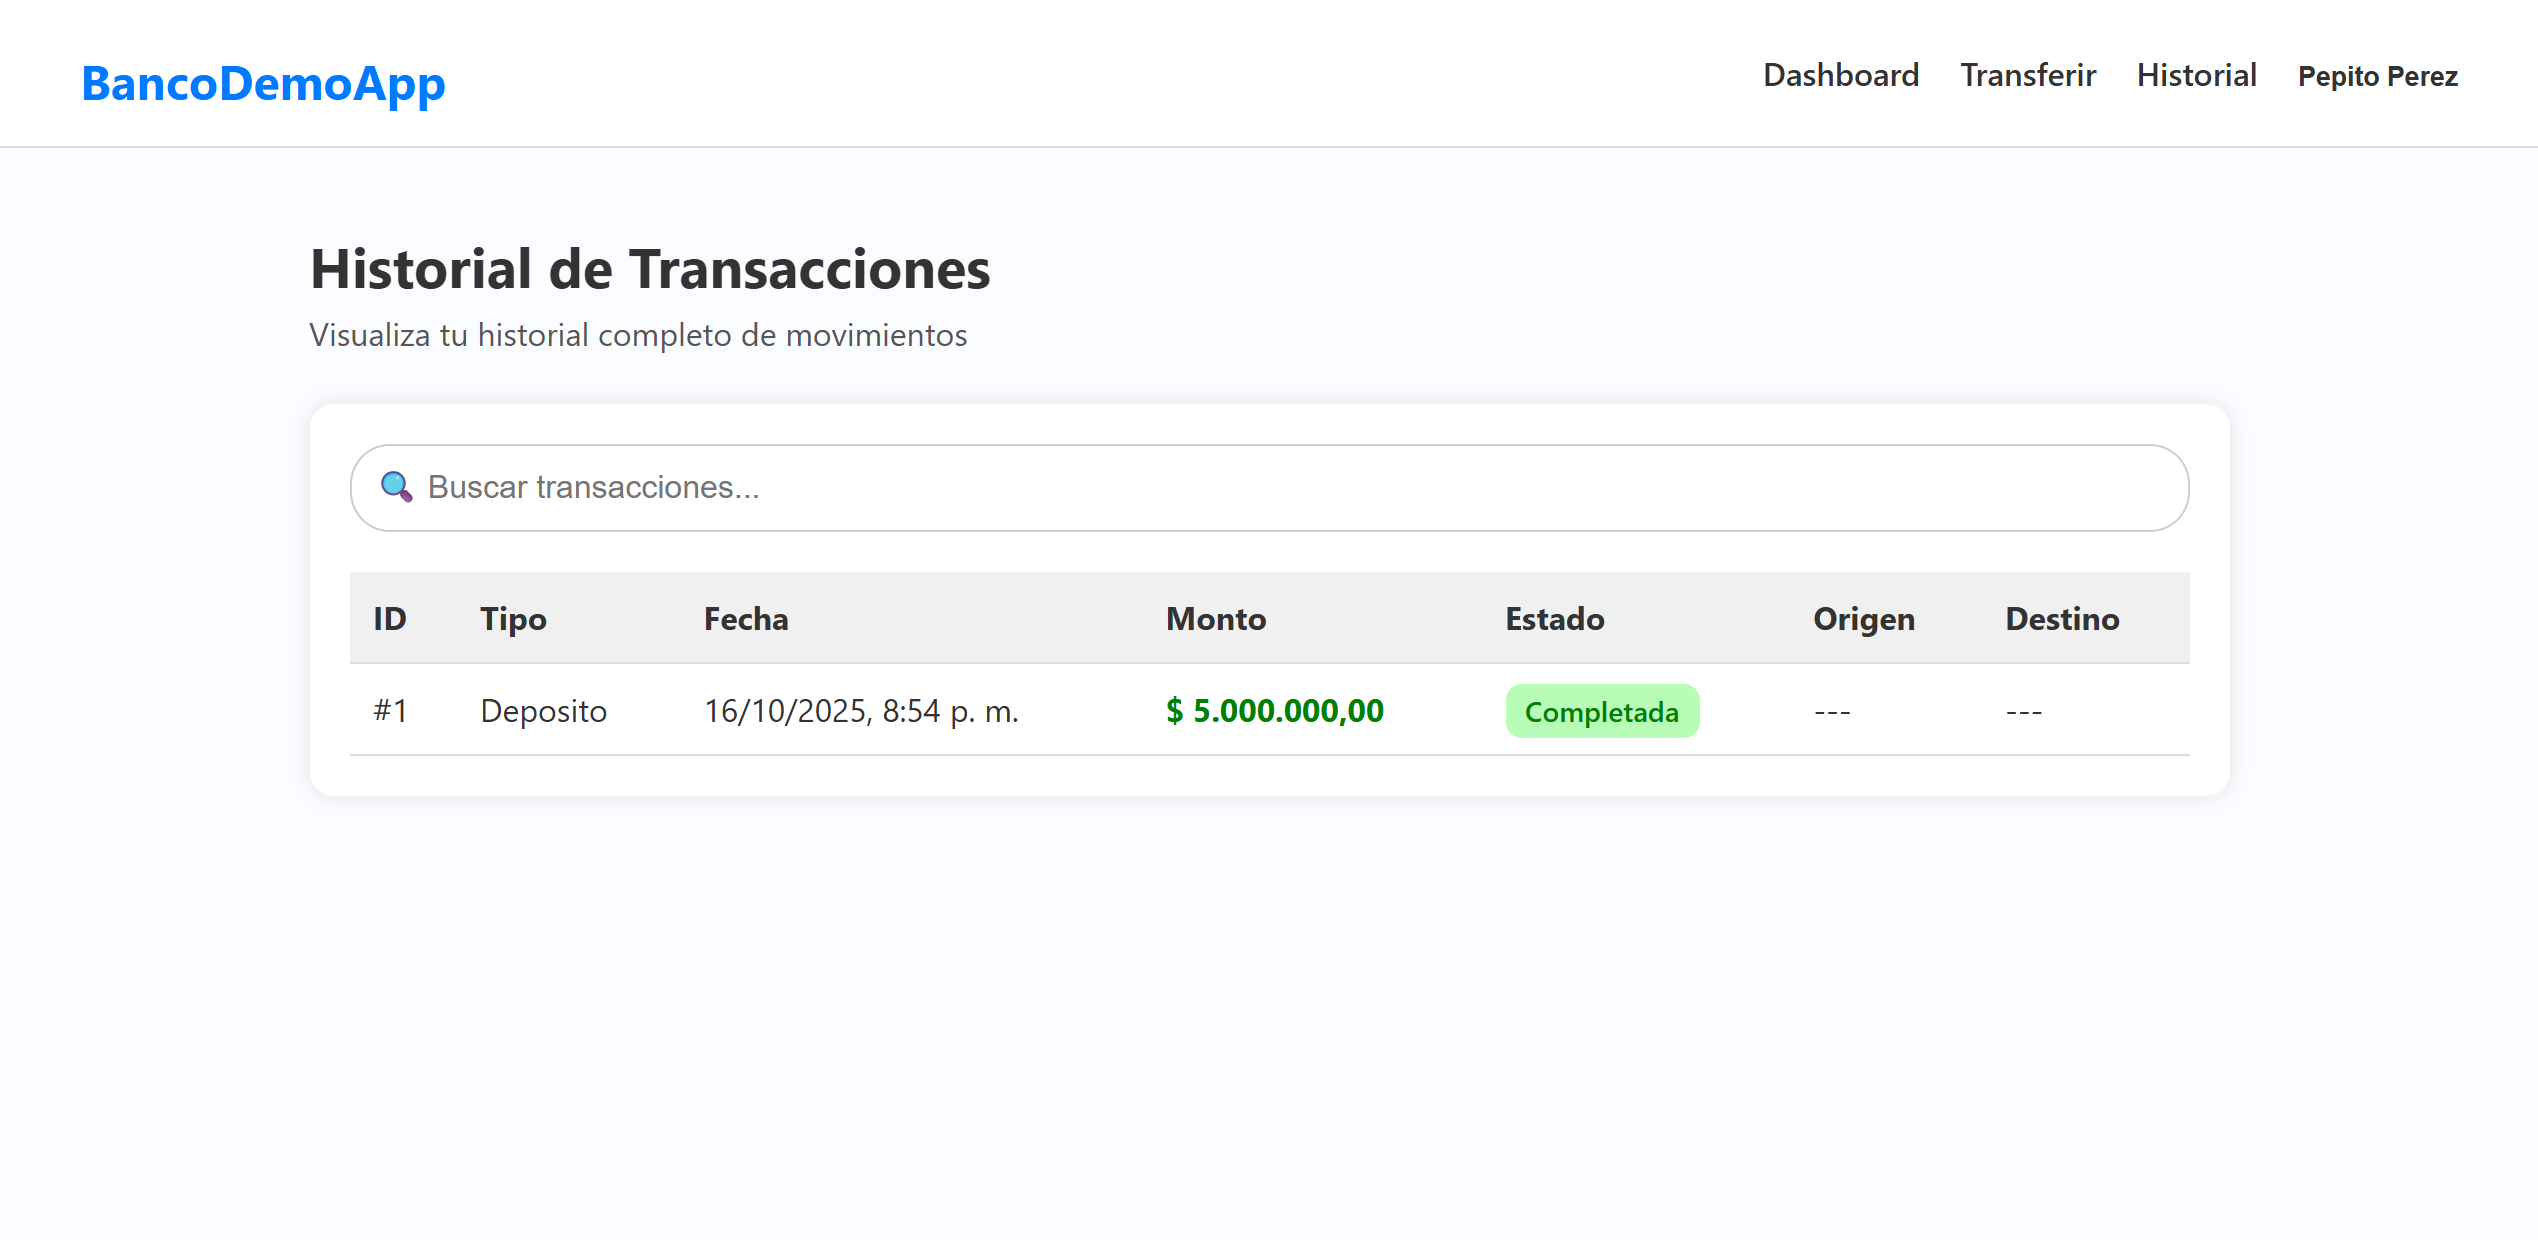 BancoDemoApp
Dashboard Transferir Historial Pepito Perez
Historial de Transacciones
Visualiza tu historial completo de movimientos
Buscar transacciones...
ID Tipo Fecha Monto Estado Origen Destino
#1 Deposito 16/10/2025, 8:54 p. m. $ 5.000.000,00 Completada --- ---